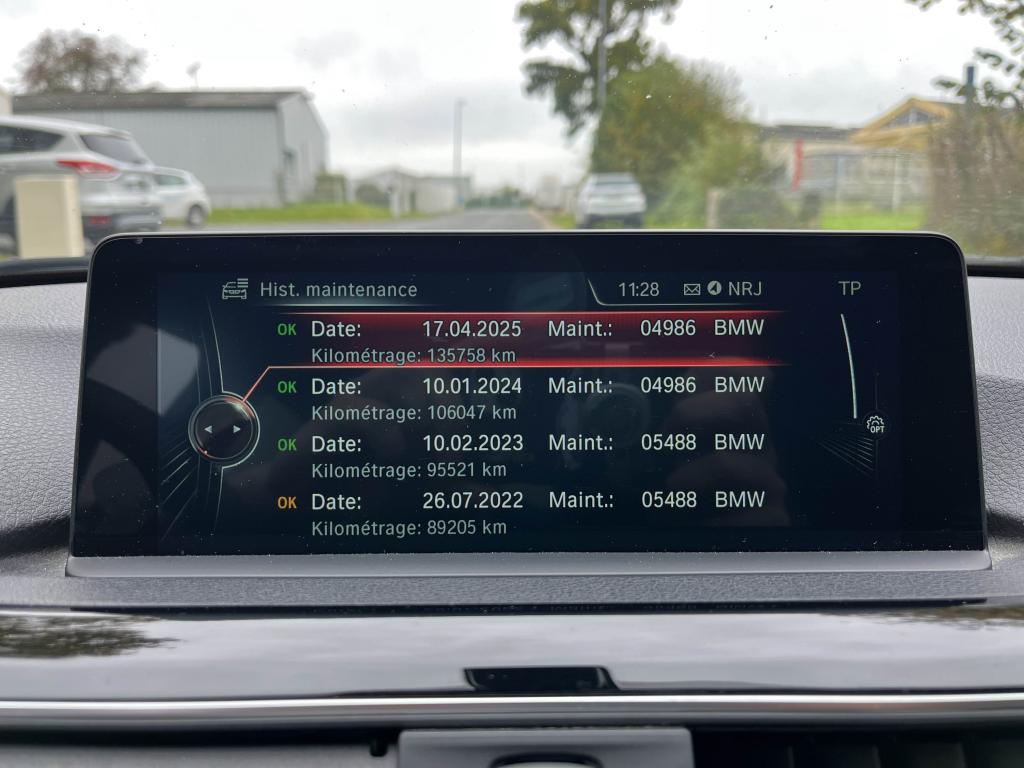 Hist. maintenance 11:28 NRJ TP
OK Date: 17.04.2025 Maint.: 04986 BMW
Kilométrage: 135758 km
OK Date: 10.01.2024 Maint.: 04986 BMW
Kilométrage: 106047 km
OK Date: 10.02.2023 Maint.: 05488 BMW
Kilométrage: 95521 km
OK Date: 26.07.2022 Maint.: 05488 BMW
Kilométrage: 89205 km
OPT